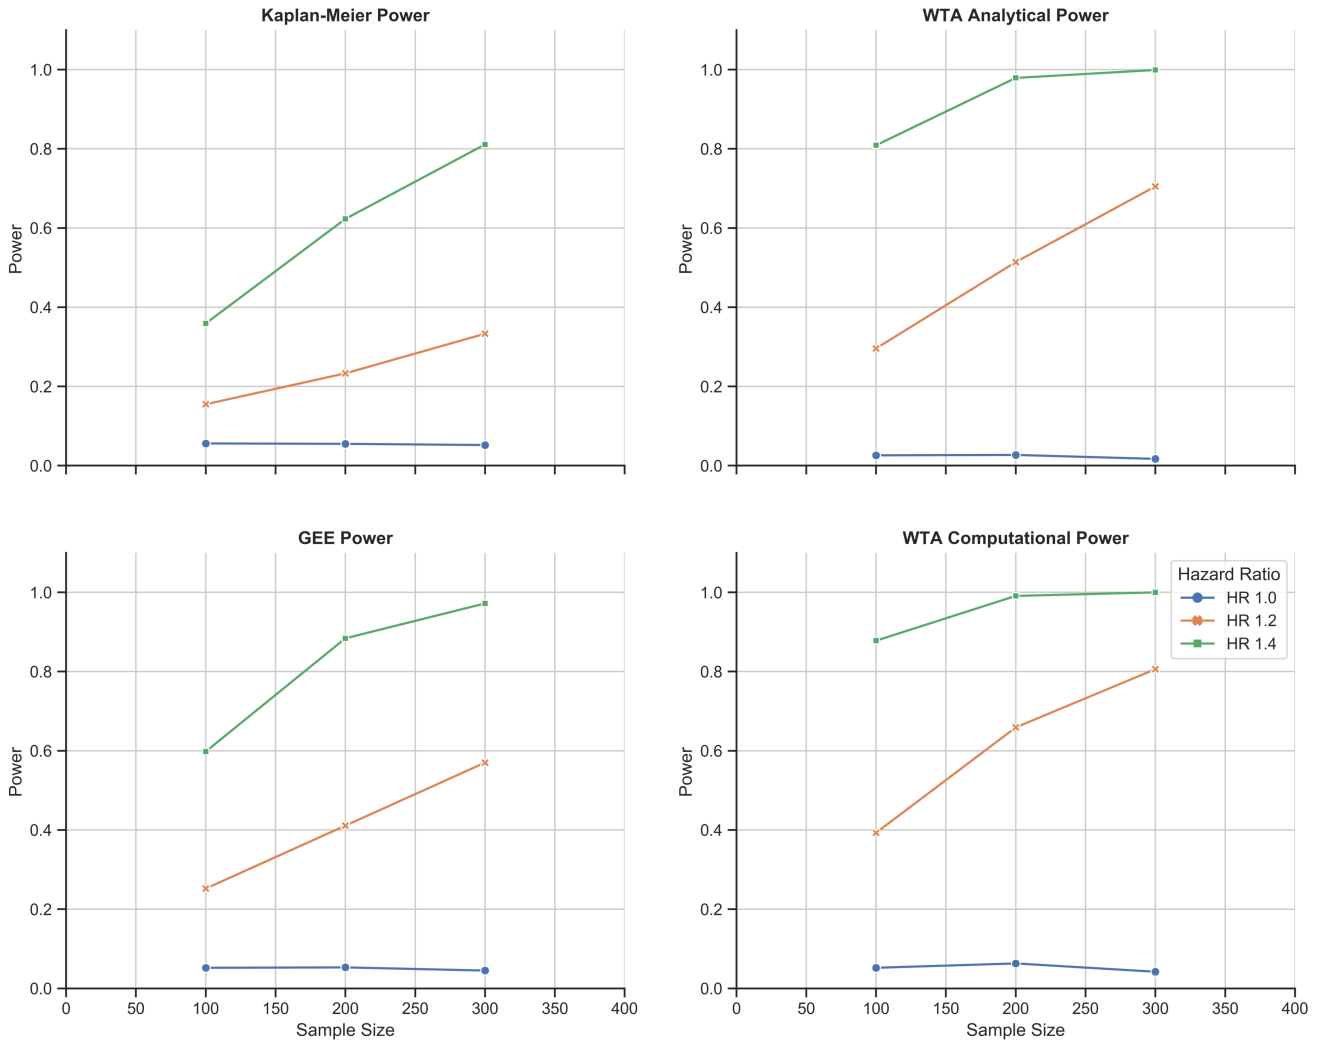 Kaplan-Meier Power
Power
1.0
0.8
0.6
0.4
0.2
0.0
WTA Analytical Power
Power
1.0
0.8
0.6
0.4
0.2
0.0
GEE Power
Power
1.0
0.8
0.6
0.4
0.2
0.0
0 50 100 150 200 250 300 350 400
Sample Size
WTA Computational Power
Power
1.0
0.8
0.6
0.4
0.2
0.0
Hazard Ratio
HR 1.0
HR 1.2
HR 1.4
0 50 100 150 200 250 300 350 400
Sample Size